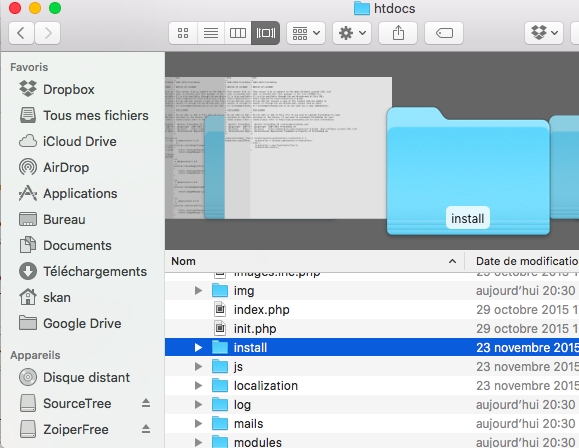 htdocs
Favoris
Dropbox
Tous mes fichiers
iCloud Drive
AirDrop
Applications
Bureau
Documents
Téléchargements
skan
Google Drive
Appareils
Disque distant
SourceTree
ZoiperFree
install
Nom Date de modification
images.inc.php 23 octobre 2015
img aujourd'hui 20:30
index.php 29 octobre 2015
init.php 29 octobre 2015
install 23 novembre 2015
js 23 novembre 2015
localization aujourd'hui 20:30
log aujourd'hui 20:30
mails aujourd'hui 20:30
modules aujourd'hui 20:30